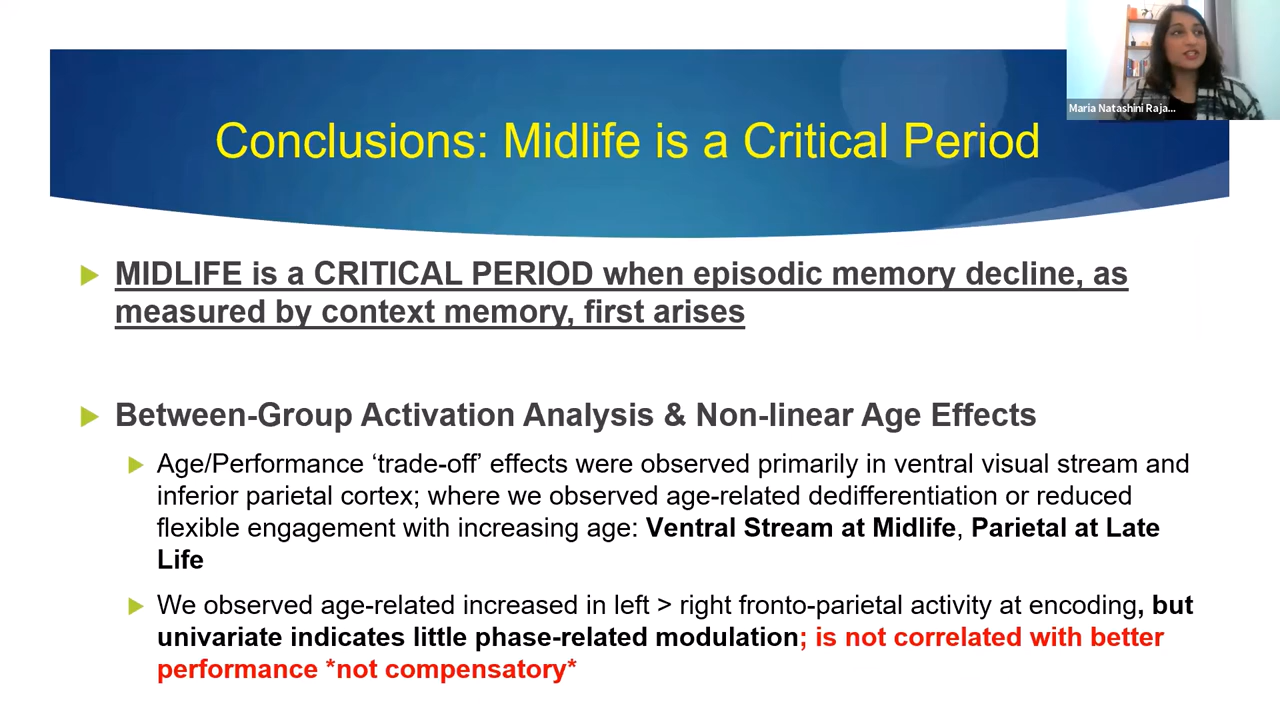 Maria Natashini Raja...
Conclusions: Midlife is a Critical Period
MIDLIFE is a CRITICAL PERIOD when episodic memory decline, as
measured by context memory, first arises
Between-Group Activation Analysis & Non-linear Age Effects
Age/Performance ‘trade-off’ effects were observed primarily in ventral visual stream and
inferior parietal cortex; where we observed age-related dedifferentiation or reduced
flexible engagement with increasing age: Ventral Stream at Midlife, Parietal at Late
Life
We observed age-related increased in left > right fronto-parietal activity at encoding, but
univariate indicates little phase-related modulation; is not correlated with better
performance *not compensatory*